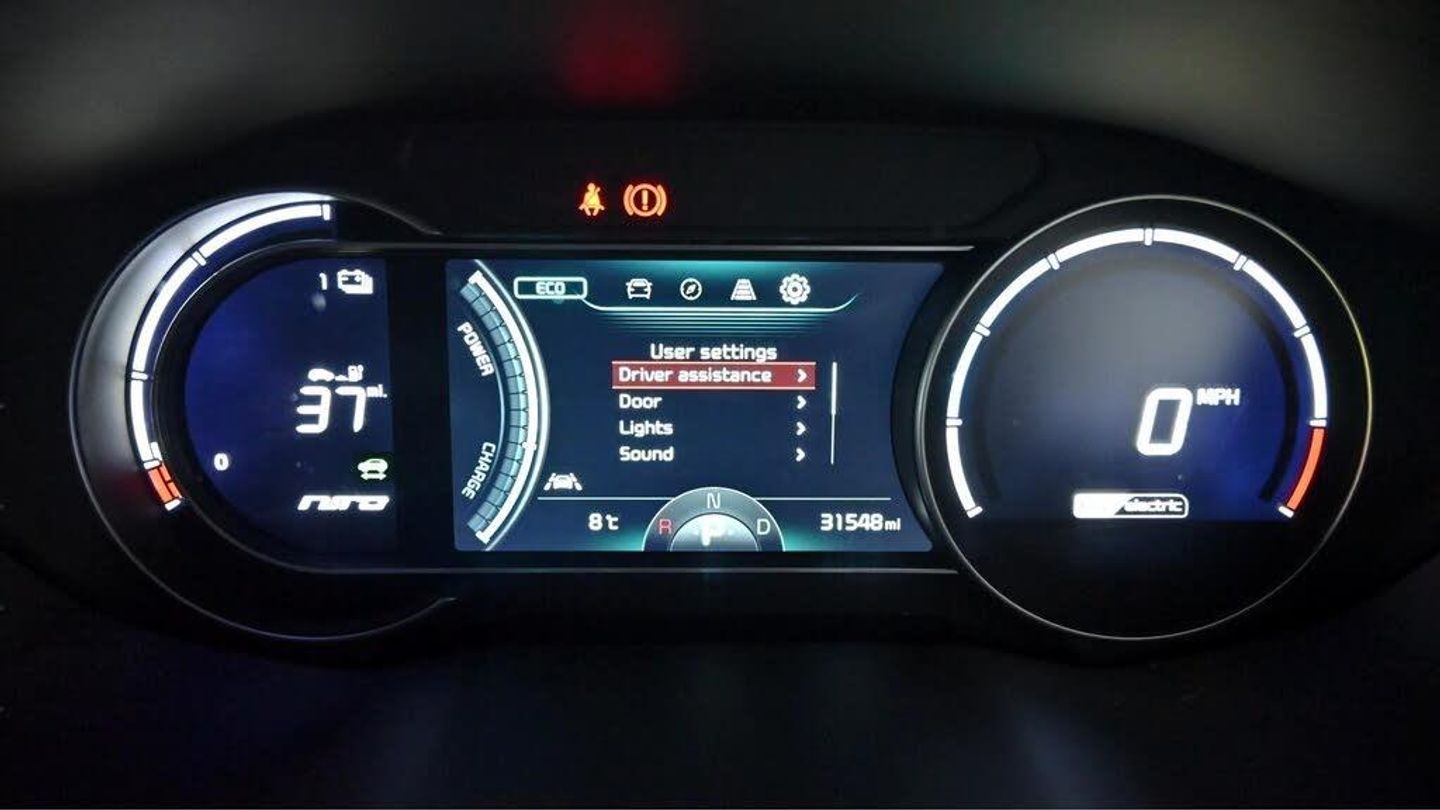 1
37 mi.
0
niro
ECO
POWER
CHARGE
User settings
Driver assistance
Door
Lights
Sound
8℃
R N D
P
31548 mi
0 MPH
electric